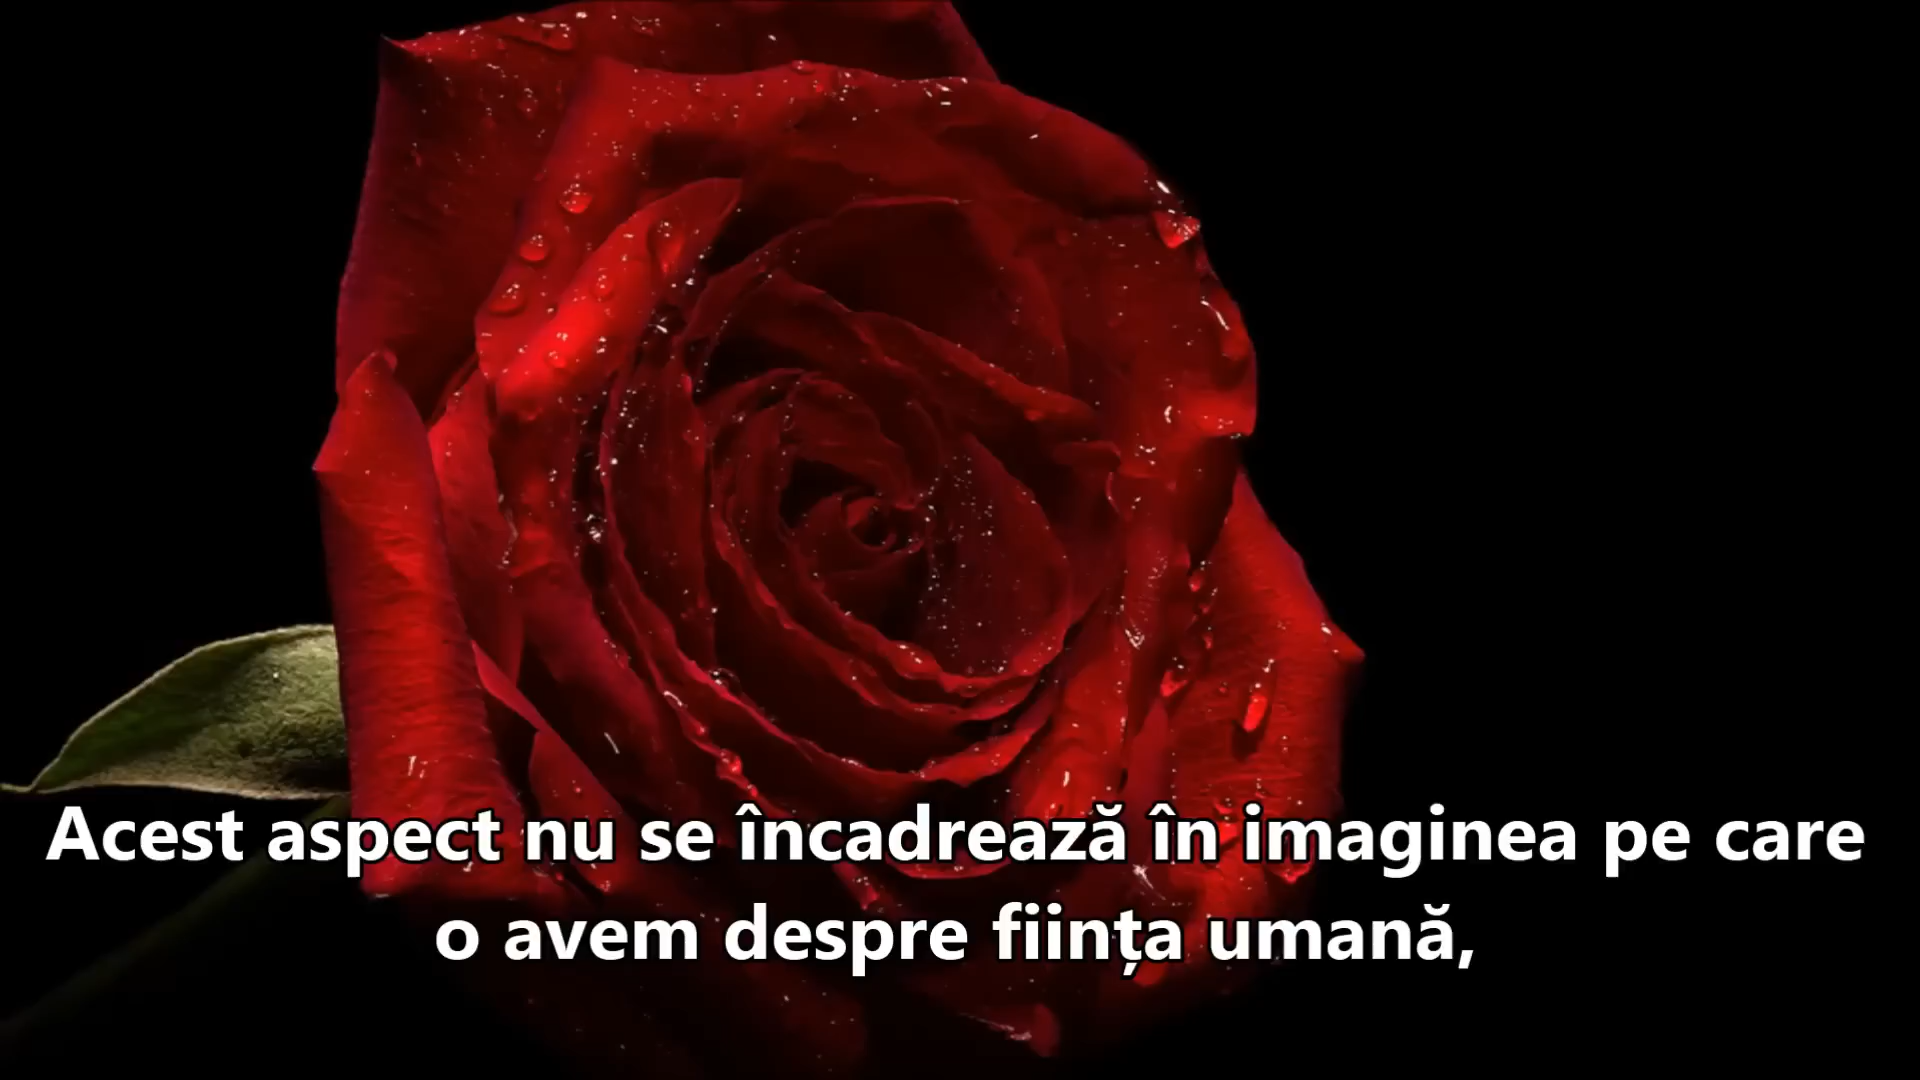 Acest aspect nu se încadrează în imaginea pe care
o avem despre ființa umană,